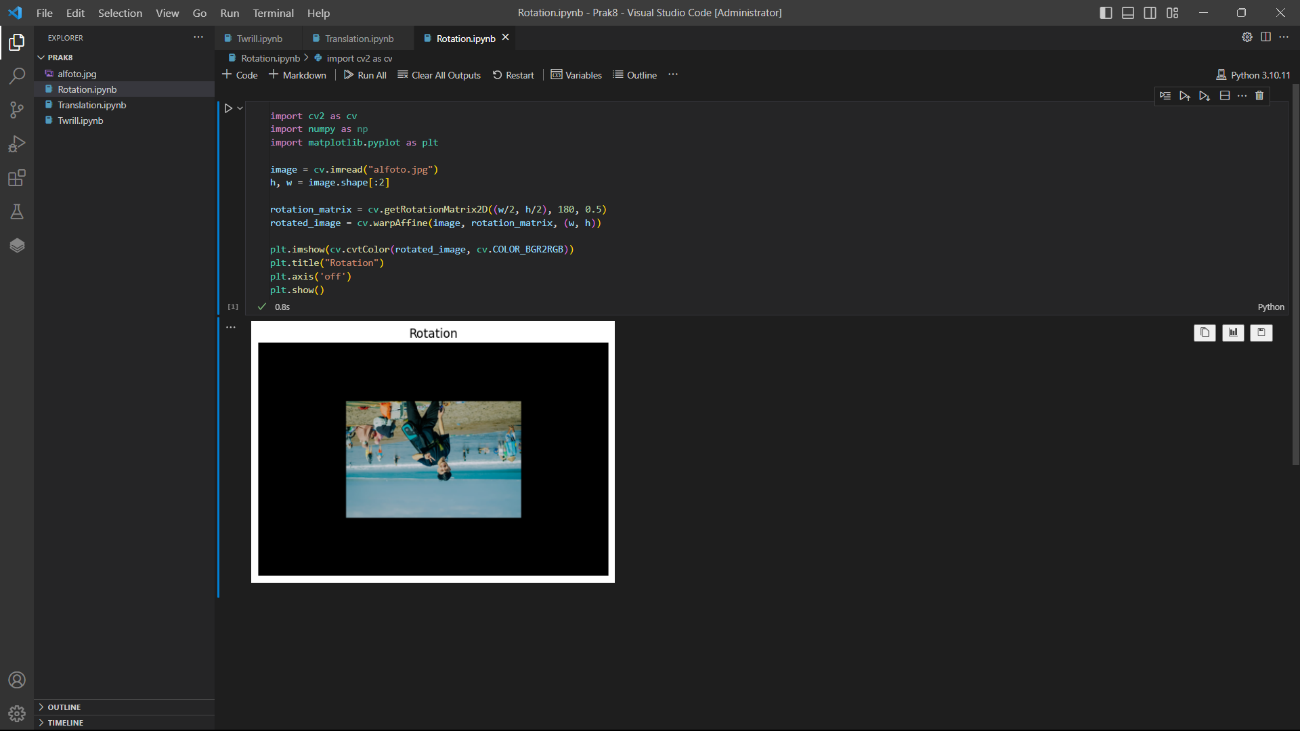 File Edit Selection View Go Run Terminal Help
Rotation.ipynb - Prak8 - Visual Studio Code [Administrator]
EXPLORER
PRAK8
alfoto.jpg
Rotation.ipynb
Translation.ipynb
Twrill.ipynb
OUTLINE
TIMELINE
Twrill.ipynb Translation.ipynb Rotation.ipynb
Rotation.ipynb > import cv2 as cv
+ Code + Markdown Run All Clear All Outputs Restart Variables Outline ...
Python 3.10.11
import cv2 as cv
import numpy as np
import matplotlib.pyplot as plt
image = cv.imread("alfoto.jpg")
h, w = image.shape[:2]
rotation_matrix = cv.getRotationMatrix2D((w/2, h/2), 180, 0.5)
rotated_image = cv.warpAffine(image, rotation_matrix, (w, h))
plt.imshow(cv.cvtColor(rotated_image, cv.COLOR_BGR2RGB))
plt.title("Rotation")
plt.axis('off')
plt.show()
[1] 0.8s
Python
Rotation